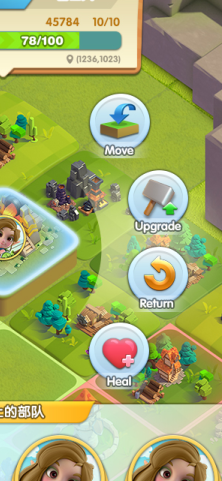 45784 10/10
78/100
(1236,1023)
Move
Upgrade
Return
Heal
的部队